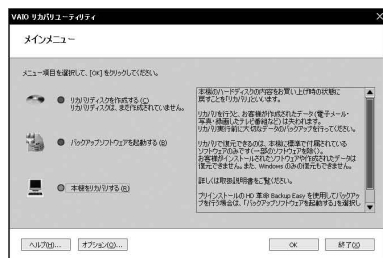 VAIO リカバリユーティリティ
メインメニュー
メニュー項目を選択して、[OK] をクリックしてください。
リカバリディスクを作成する (C)
リカバリディスクは、まだ作成されていません。
バックアップソフトウェアを起動する (B)
本機をリカバリする (R)
本機のハードディスクの内容をお買い上げ時の状態に
戻すことを「リカバリ」といいます。
リカバリを行うと、お客様が作成されたデータ(電子メール・
写真・録画したテレビ番組など)は失われます。
リカバリ実行前に大切なデータのバックアップを行ってください。
リカバリで復元できるのは、本機に標準で付属されている
ソフトウェアのみです(一部のソフトウェアを除く)。
お客様がインストールされたソフトウェアや作成されたデータは
復元できません。また、Windows のみの復元もできません。
詳しくは取扱説明書をご覧ください。
プリインストールのHD 革命 Backup Easy を使用してバックアッ
プを行う場合は、「バックアップソフトウェアを起動する」を選択し
ヘルプ(H)...
オプション(O)...
OK
終了(X)